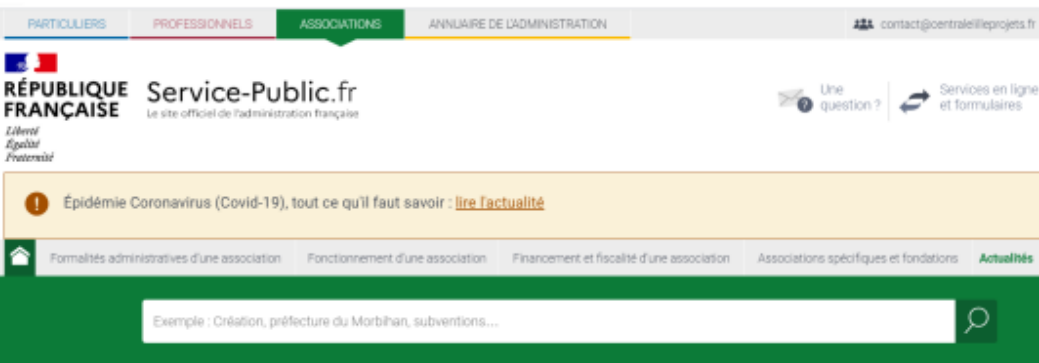 PARTICULIERS PROFESSIONNELS ASSOCIATIONS ANNUAIRE DE L'ADMINISTRATION contact@centralelilleprojets.fr
RÉPUBLIQUE
FRANÇAISE
Liberté
Égalité
Fraternité
Service-Public.fr
Le site officiel de l'administration française
Une
question ?
Services en ligne
et formulaires
Épidémie Coronavirus (Covid-19), tout ce qu'il faut savoir : lire l'actualité
Formalités administratives d'une association Fonctionnement d'une association Financement et fiscalité d'une association Associations spécifiques et fondations Actualités
Exemple : Création, préfecture du Morbihan, subventions...